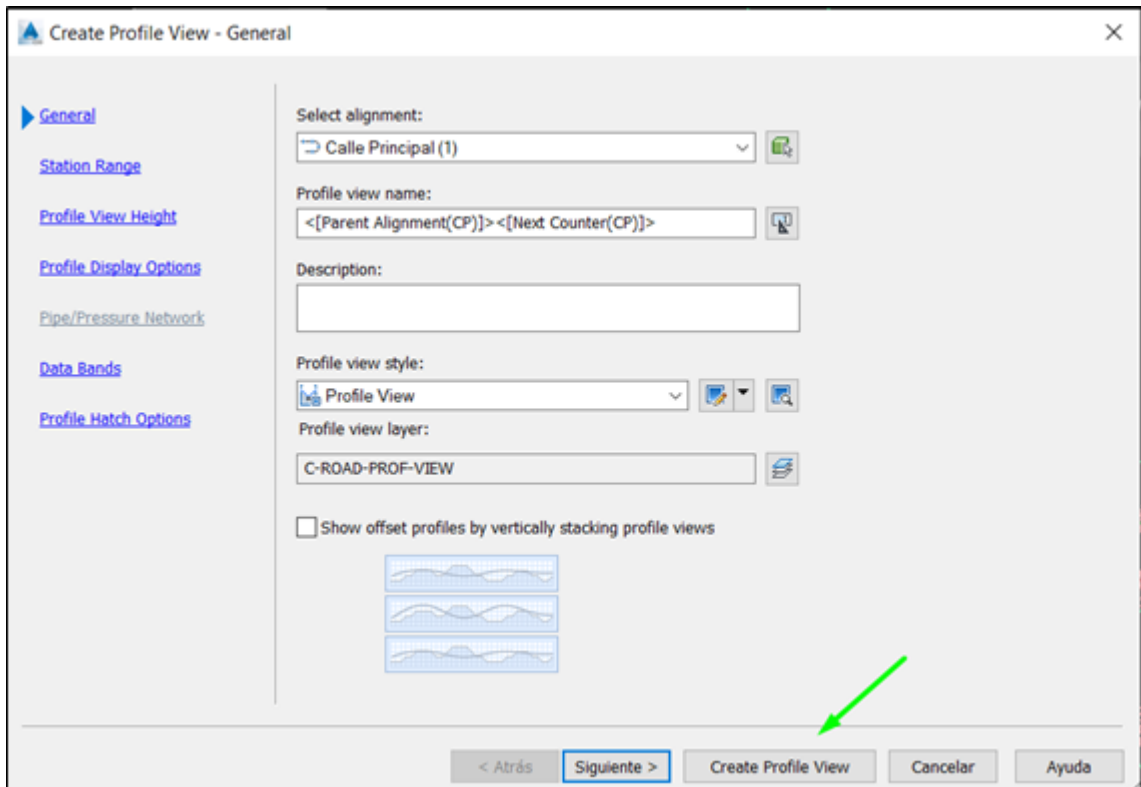 Create Profile View - General
General
Station Range
Profile View Height
Profile Display Options
Pipe/Pressure Network
Data Bands
Profile Hatch Options
Select alignment:
Calle Principal (1)
Profile view name:
<[Parent Alignment(CP)]><[Next Counter(CP)]>
Description:
Profile view style:
Profile View
Profile view layer:
C-ROAD-PROF-VIEW
Show offset profiles by vertically stacking profile views
< Atrás Siguiente > Create Profile View Cancelar Ayuda